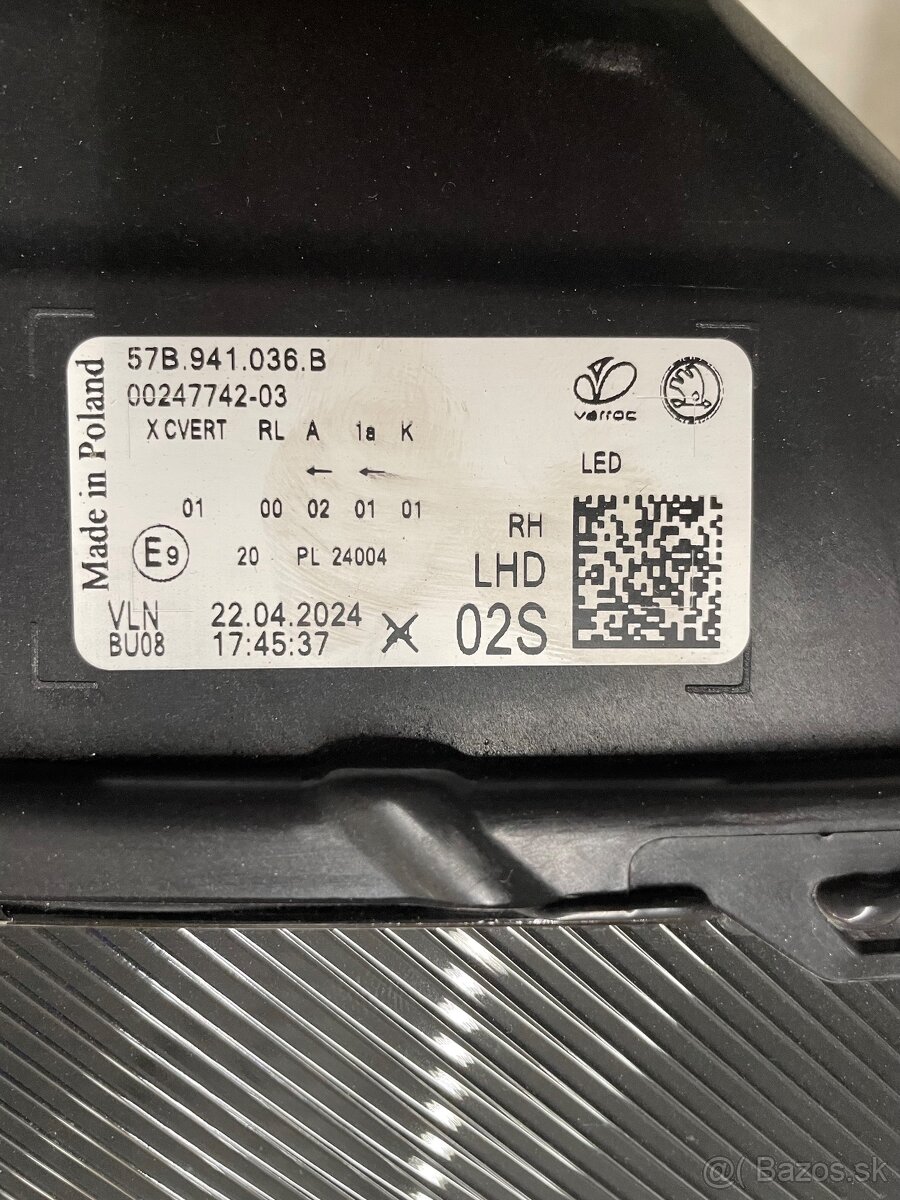 Made in Poland
57B.941.036.B
00247742-03
X CVERT RL A 1a K
← ←
01 00 02 01 01
E9 20 PL 24004
VLN 22.04.2024
BU08 17:45:37
varroc
LED
RH
LHD
02S
@( Bazos.sk